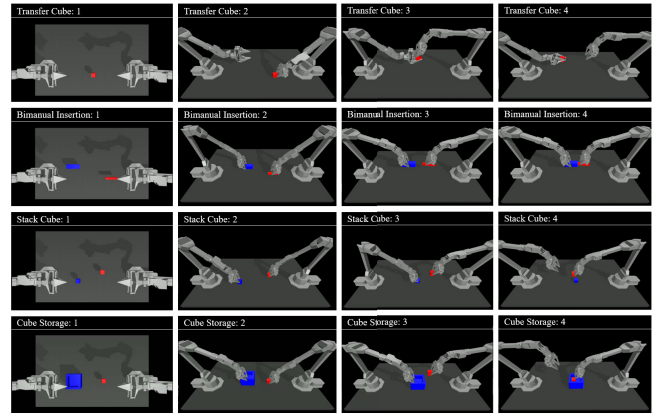 Transfer Cube: 1
Transfer Cube: 2
Transfer Cube: 3
Transfer Cube: 4
Bimanual Insertion: 1
Bimanual Insertion: 2
Bimanual Insertion: 3
Bimanual Insertion: 4
Stack Cube: 1
Stack Cube: 2
Stack Cube: 3
Stack Cube: 4
Cube Storage: 1
Cube Storage: 2
Cube Storage: 3
Cube Storage: 4